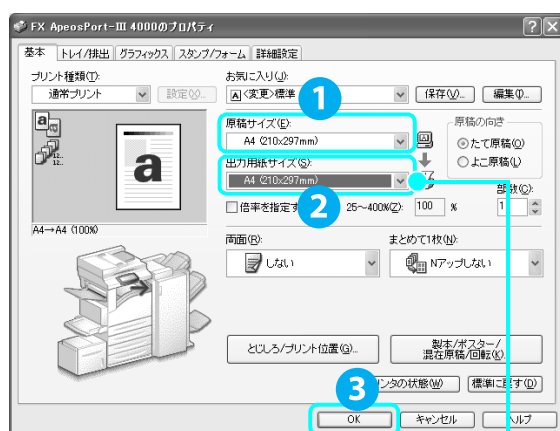 FX ApeosPort-III 4000のプロパティ
基本 トレイ/排出 グラフィックス スタンプ/フォーム 詳細設定
プリント種類(T):
通常プリント 設定(X)...
お気に入り(J):
<変更>標準 保存(V)... 編集(I)...
1
原稿サイズ(E):
A4 (210x297mm)
原稿の向き
たて原稿(O)
よこ原稿(L)
出力用紙サイズ(S):
A4 (210x297mm)
2
倍率を指定す 25～400%(Z): 100 %
部数(C):
1
a
a
12..
12..
A4→A4 (100%)
両面(R):
しない
まとめて1枚(N):
Nアップしない
とじしろ/プリント位置(G)...
製本/ポスター/
混在原稿/回転(K)...
ンタの状態(W) 標準に戻す(D)
3
OK キャンセル ヘルプ